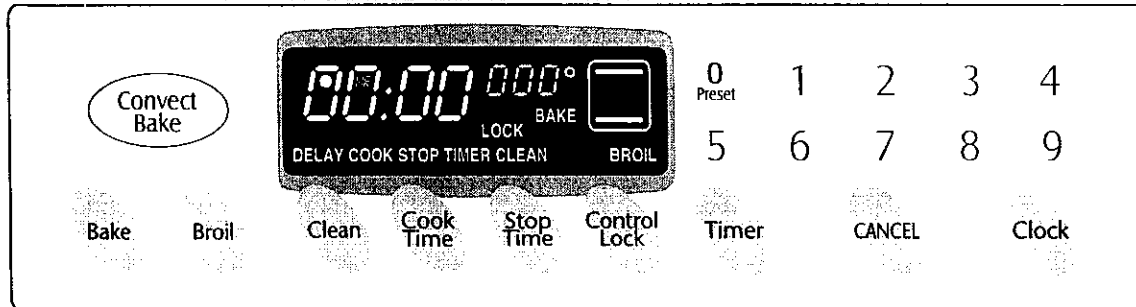 Convect
Bake
00:00 000°
BAKE
LOCK
DELAY COOK STOP TIMER CLEAN BROIL
0 1 2 3 4
Preset
5 6 7 8 9
Bake Broil Clean Cook Time Stop Time Control Lock Timer CANCEL Clock